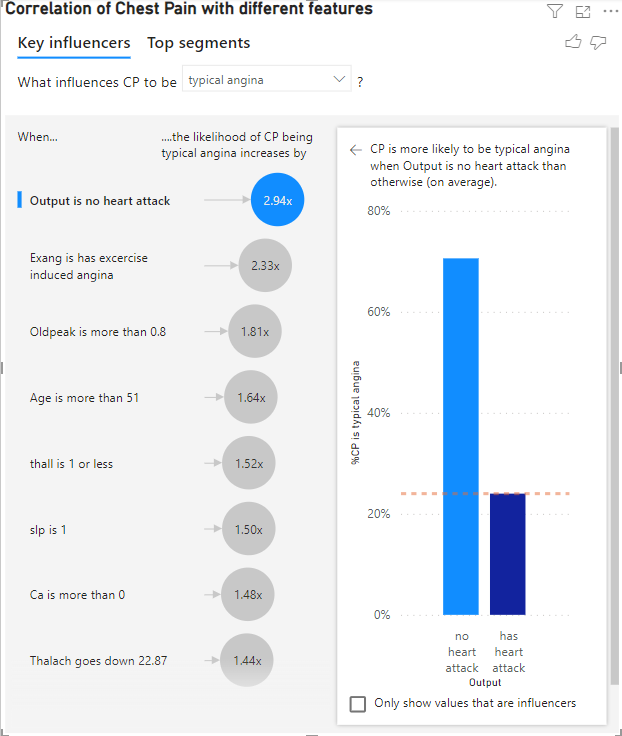 Correlation of Chest Pain with different features
Key influencers Top segments
What influences CP to be typical angina ?
When...
....the likelihood of CP being
typical angina increases by
Output is no heart attack 2.94x
Exang is has excercise
induced angina
2.33x
Oldpeak is more than 0.8 1.81x
Age is more than 51 1.64x
thall is 1 or less 1.52x
slp is 1 1.50x
Ca is more than 0 1.48x
Thalach goes down 22.87 1.44x
CP is more likely to be typical angina
when Output is no heart attack than
otherwise (on average).
80%
60%
40%
20%
0%
%CP is typical angina
no
heart
attack
has
heart
attack
Output
Only show values that are influencers